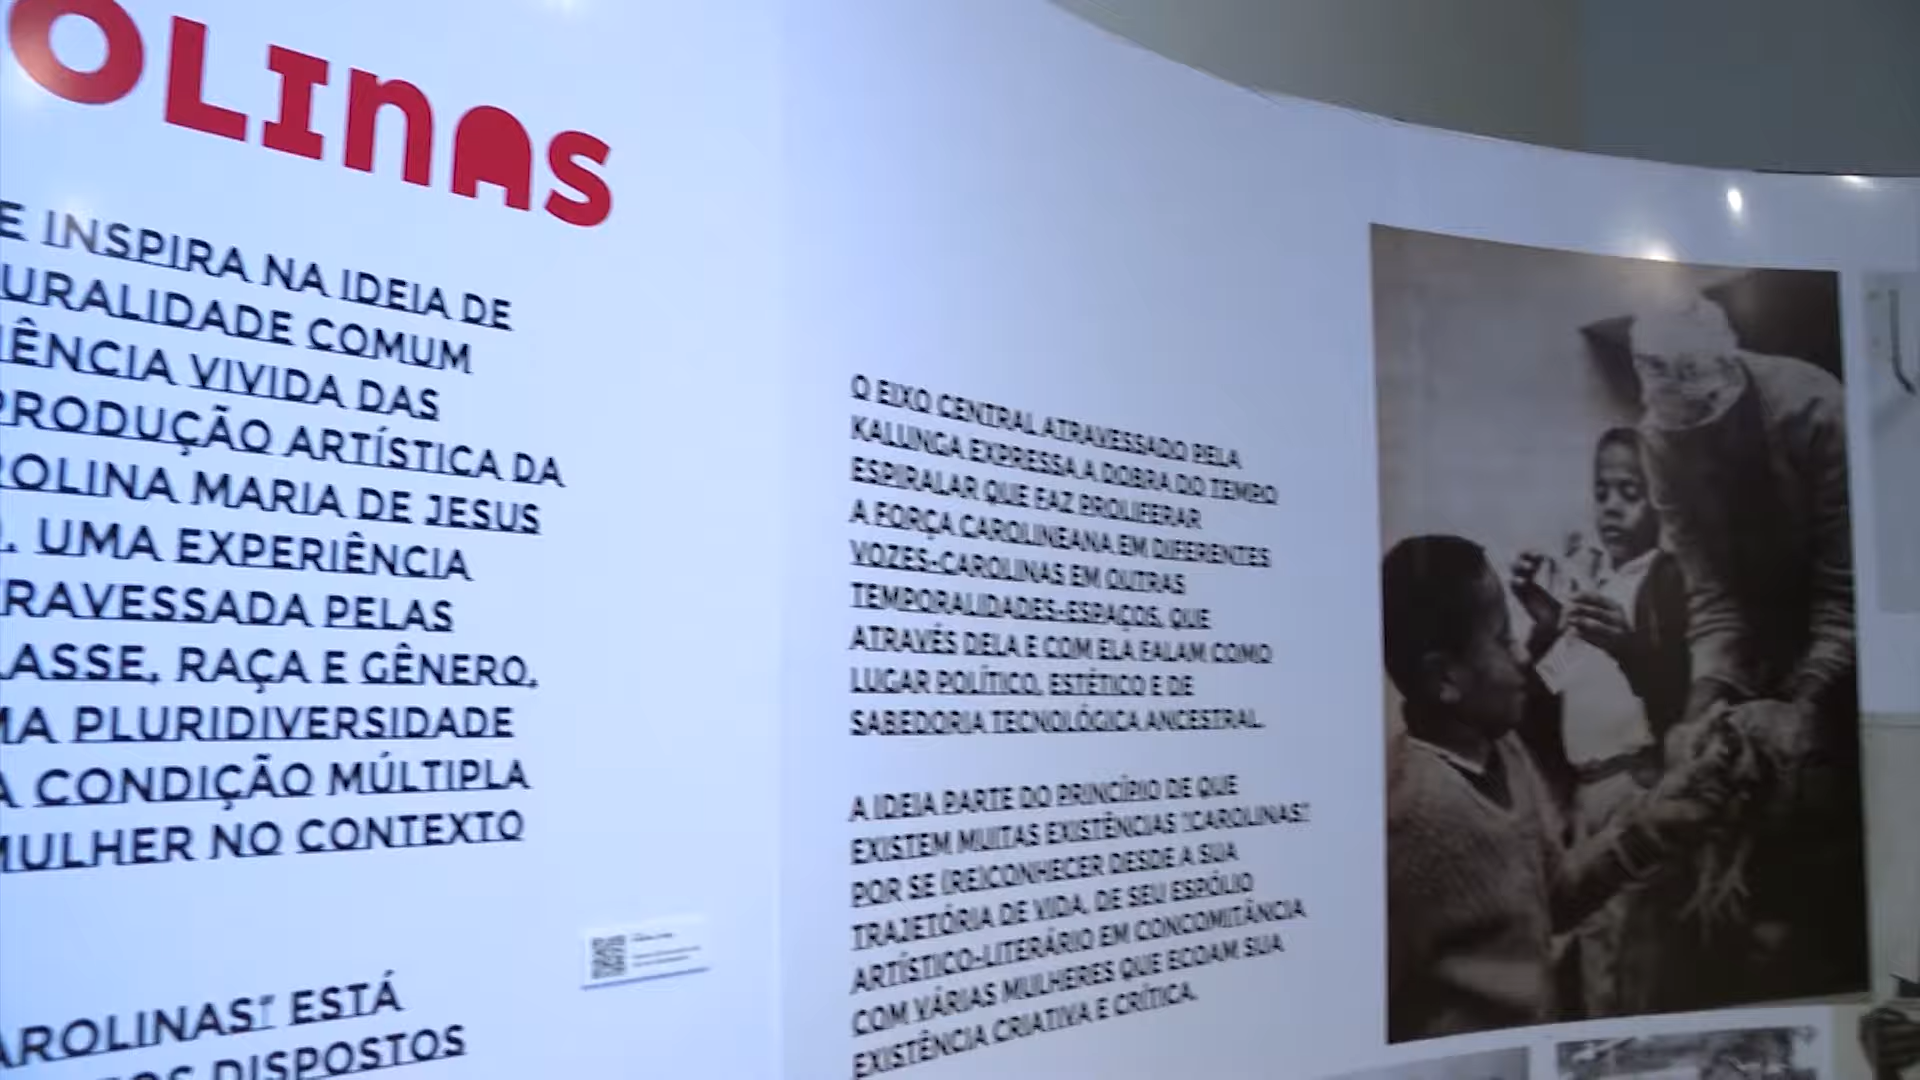 OLINAS
E INSPIRA NA IDEIA DE
URALIDADE COMUM
IÊNCIA VIVIDA DAS
PRODUÇÃO ARTÍSTICA DA
ROLINA MARIA DE JESUS
. UMA EXPERIÊNCIA
RAVESSADA PELAS
LASSE, RAÇA E GÊNERO,
MA PLURIDIVERSIDADE
A CONDIÇÃO MÚLTIPLA
MULHER NO CONTEXTO
AROLINAS" ESTÁ
OS DISPOSTOS
O EIXO CENTRAL ATRAVESSADO PELA
KALUNGA EXPRESSA A DOBRA DO TEMPO
ESPIRALAR QUE FAZ PROLIFERAR
A FORÇA CAROLINEANA EM DIFERENTES
VOZES-CAROLINAS EM OUTRAS
TEMPORALIDADES-ESPAÇOS, QUE
ATRAVÉS DELA E COM ELA FALAM COMO
LUGAR POLÍTICO, ESTÉTICO E DE
SABEDORIA TECNOLÓGICA ANCESTRAL.
A IDEIA PARTE DO PRINCÍPIO DE QUE
EXISTEM MUITAS EXISTÊNCIAS "CAROLINAS"
POR SE (RE)CONHECER DESDE A SUA
TRAJETÓRIA DE VIDA, DE SEU ESPÓLIO
ARTÍSTICO-LITERÁRIO EM CONCOMITÂNCIA
COM VÁRIAS MULHERES QUE ECOAM SUA
EXISTÊNCIA CRIATIVA E CRÍTICA.